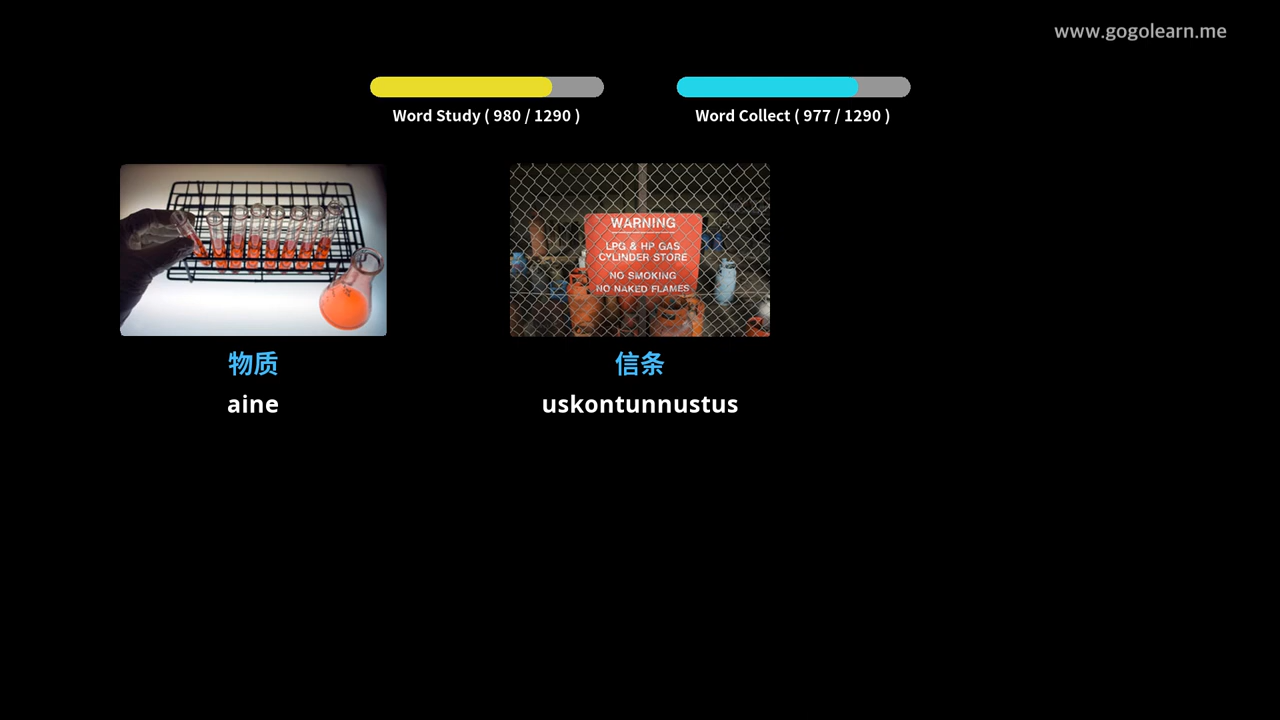 www.gogolearn.me
Word Study ( 980 / 1290 )
Word Collect ( 977 / 1290 )
WARNING
LPG & HP GAS
CYLINDER STORE
NO SMOKING
NO NAKED FLAMES
物质
信条
aine
uskontunnustus